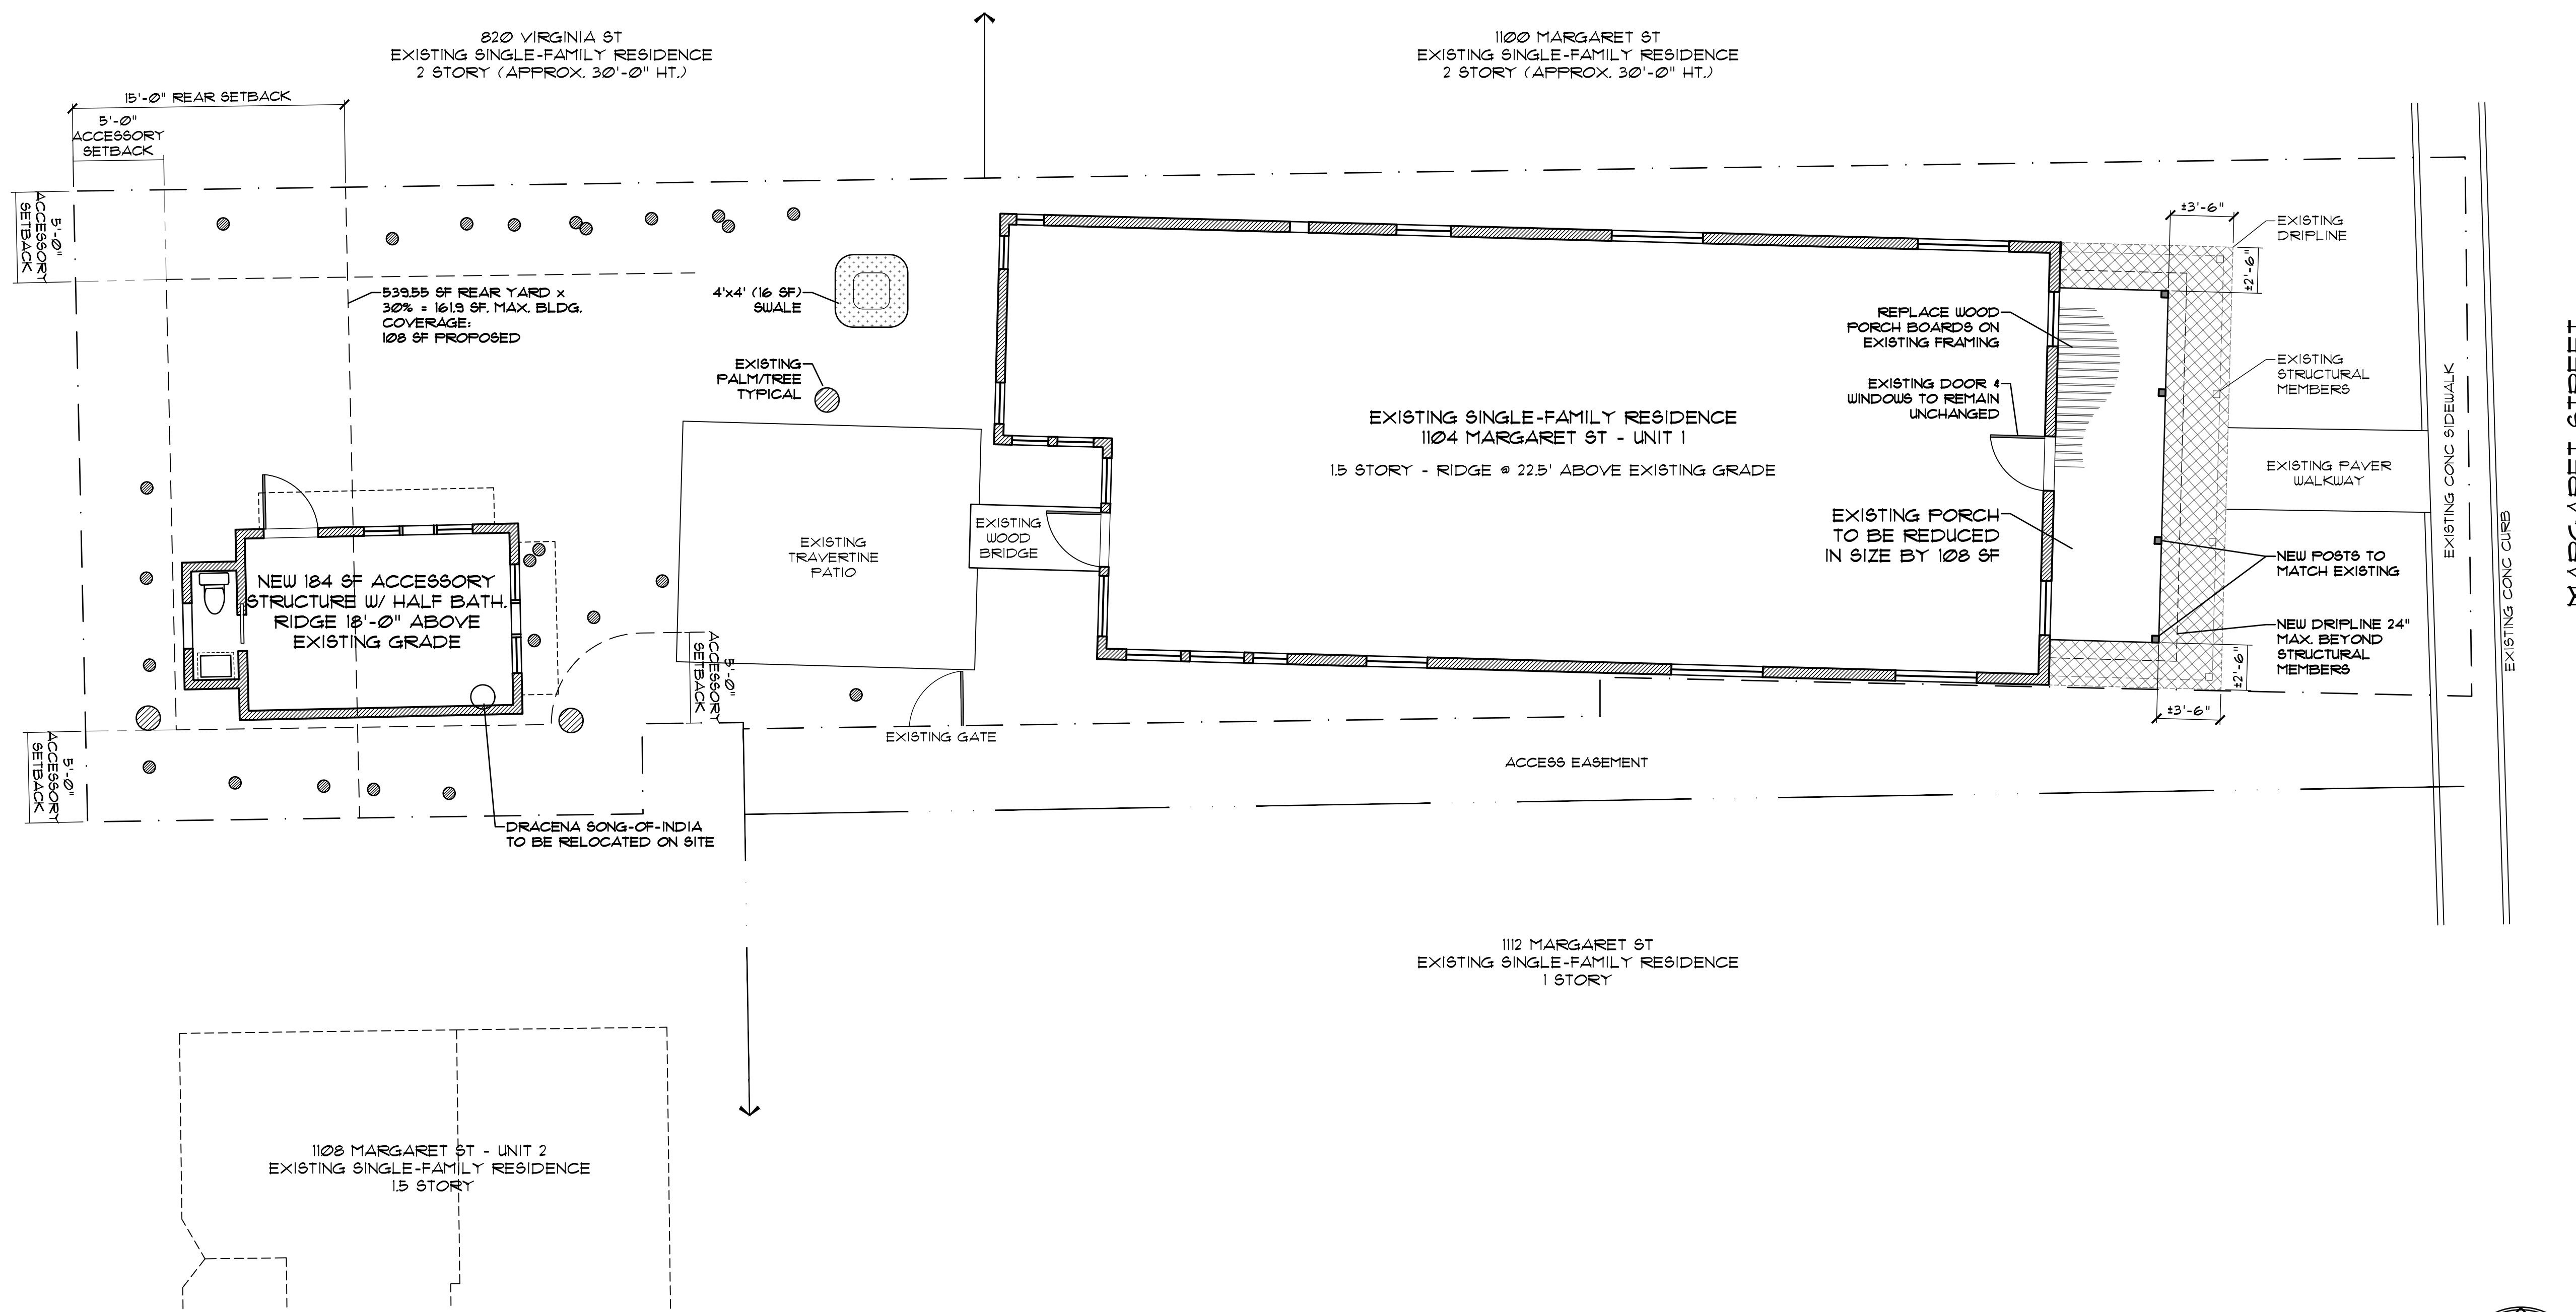 820 VIRGINIA ST
EXISTING SINGLE-FAMILY RESIDENCE
2 STORY (APPROX. 30'-0" HT.)
1100 MARGARET ST
EXISTING SINGLE-FAMILY RESIDENCE
2 STORY (APPROX. 30'-0" HT.)
15'-0" REAR SETBACK
5'-0"
ACCESSORY
SETBACK
5'-0"
ACCESSORY
SETBACK
539.55 SF REAR YARD x
30% = 161.9 SF. MAX. BLDG.
COVERAGE:
108 SF PROPOSED
4'x4' (16 SF)
SWALE
EXISTING
PALM/TREE
TYPICAL
±3'-6"
EXISTING
DRIPLINE
±2'-6"
REPLACE WOOD
PORCH BOARDS ON
EXISTING FRAMING
EXISTING
STRUCTURAL
MEMBERS
EXISTING DOOR &
WINDOWS TO REMAIN
UNCHANGED
EXISTING SINGLE-FAMILY RESIDENCE
1104 MARGARET ST - UNIT 1
1.5 STORY - RIDGE @ 22.5' ABOVE EXISTING GRADE
EXISTING PAVER
WALKWAY
EXISTING CONC SIDEWALK
EXISTING CONC CURB
MARGARET STREET
EXISTING PORCH
TO BE REDUCED
IN SIZE BY 108 SF
EXISTING
WOOD
BRIDGE
EXISTING
TRAVERTINE
PATIO
NEW POSTS TO
MATCH EXISTING
NEW 184 SF ACCESSORY
STRUCTURE W/ HALF BATH.
RIDGE 18'-0" ABOVE
EXISTING GRADE
NEW DRIPLINE 24"
MAX. BEYOND
STRUCTURAL
MEMBERS
5'-0"
ACCESSORY
SETBACK
±2'-6"
±3'-6"
EXISTING GATE
5'-0"
ACCESSORY
SETBACK
ACCESS EASEMENT
DRACENA SONG-OF-INDIA
TO BE RELOCATED ON SITE
1112 MARGARET ST
EXISTING SINGLE-FAMILY RESIDENCE
1 STORY
1108 MARGARET ST - UNIT 2
EXISTING SINGLE-FAMILY RESIDENCE
1.5 STORY